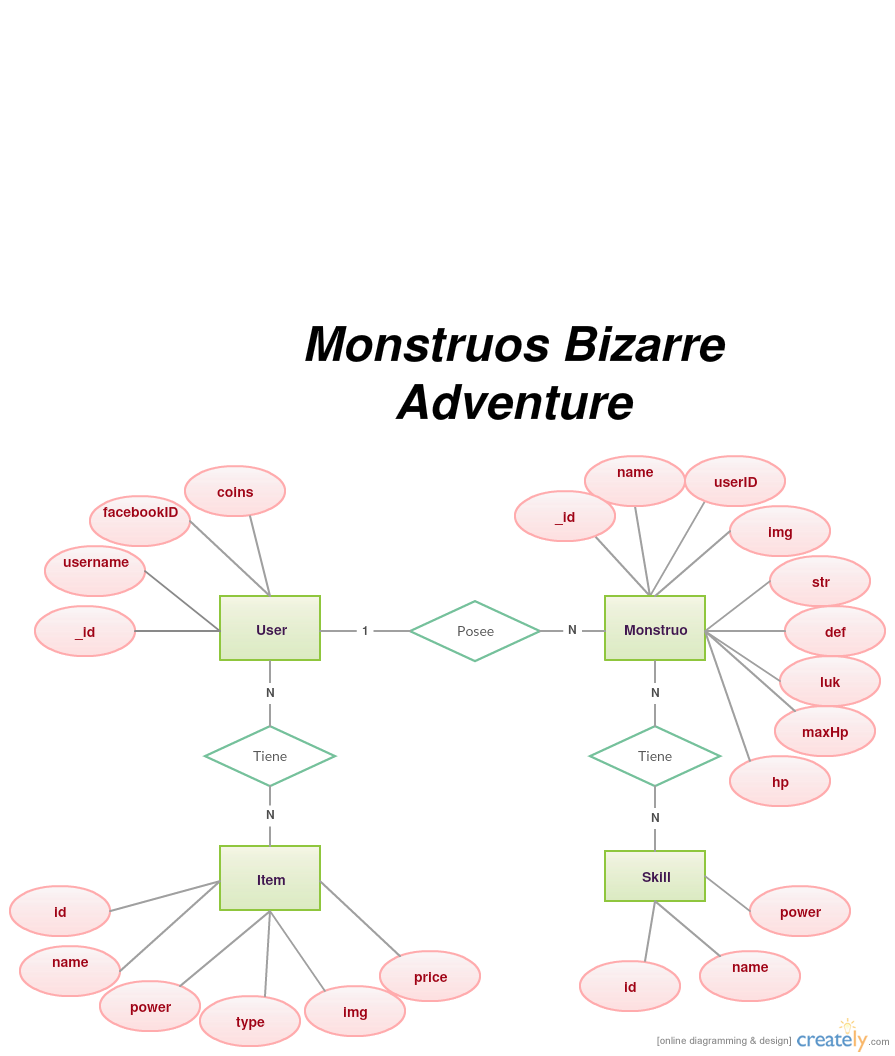 Monstruos Bizarre
Adventure
coins
facebookID
username
_id
User
1
Posee
N
Monstruo
_id
name
userID
img
str
def
luk
maxHp
hp
N
Tiene
N
N
Tiene
N
Item
id
name
power
type
img
price
Skill
power
name
id
[online diagramming & design] creately.com